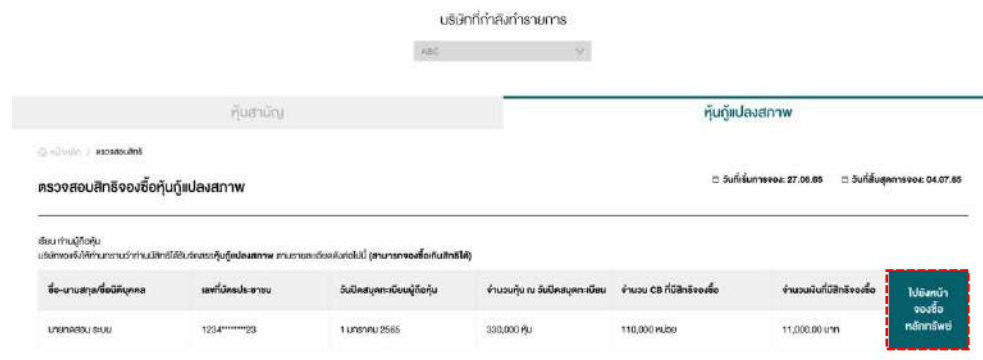 บริษัทที่กำลังทำรายการ
ABC
หุ้นสามัญ
หุ้นกู้แปลงสภาพ
หน้าหลัก / ตรวจสอบสิทธิ
ตรวจสอบสิทธิจองซื้อหุ้นกู้แปลงสภาพ
วันที่เริ่มการจอง: 27.06.65
วันที่สิ้นสุดการจอง: 04.07.65
เรียน ท่านผู้ถือหุ้น
บริษัทขอแจ้งให้ท่านทราบว่าท่านมีสิทธิได้รับจัดสรรหุ้นกู้แปลงสภาพ ตามรายละเอียดดังต่อไปนี้ (สามารถจองซื้อเกินสิทธิได้)
ชื่อ-นามสกุล/ชื่อนิติบุคคล
เลขที่บัตรประชาชน
วันปิดสมุดทะเบียนผู้ถือหุ้น
จำนวนหุ้น ณ วันปิดสมุดทะเบียน
จำนวน CB ที่มีสิทธิจองซื้อ
จำนวนเงินที่มีสิทธิจองซื้อ
ไปยังหน้า
จองซื้อ
หลักทรัพย์
นายทดสอบ ระบบ
1234********23
1 มกราคม 2565
330,000 หุ้น
110,000 หน่วย
11,000.00 บาท